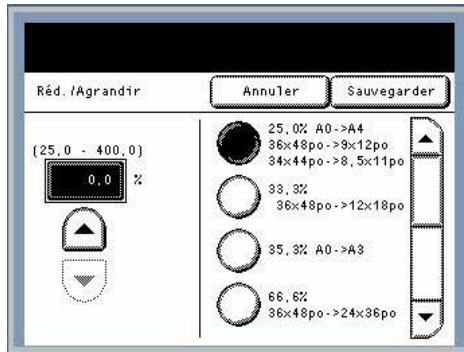 Réd./Agrandir
Annuler
Sauvegarder
(25,0 - 400,0)
0,0 %
25,0% A0->A4
36x48po->9x12po
34x44po->8,5x11po
33,3%
36x48po->12x18po
35,3% A0->A3
66,6%
36x48po->24x36po